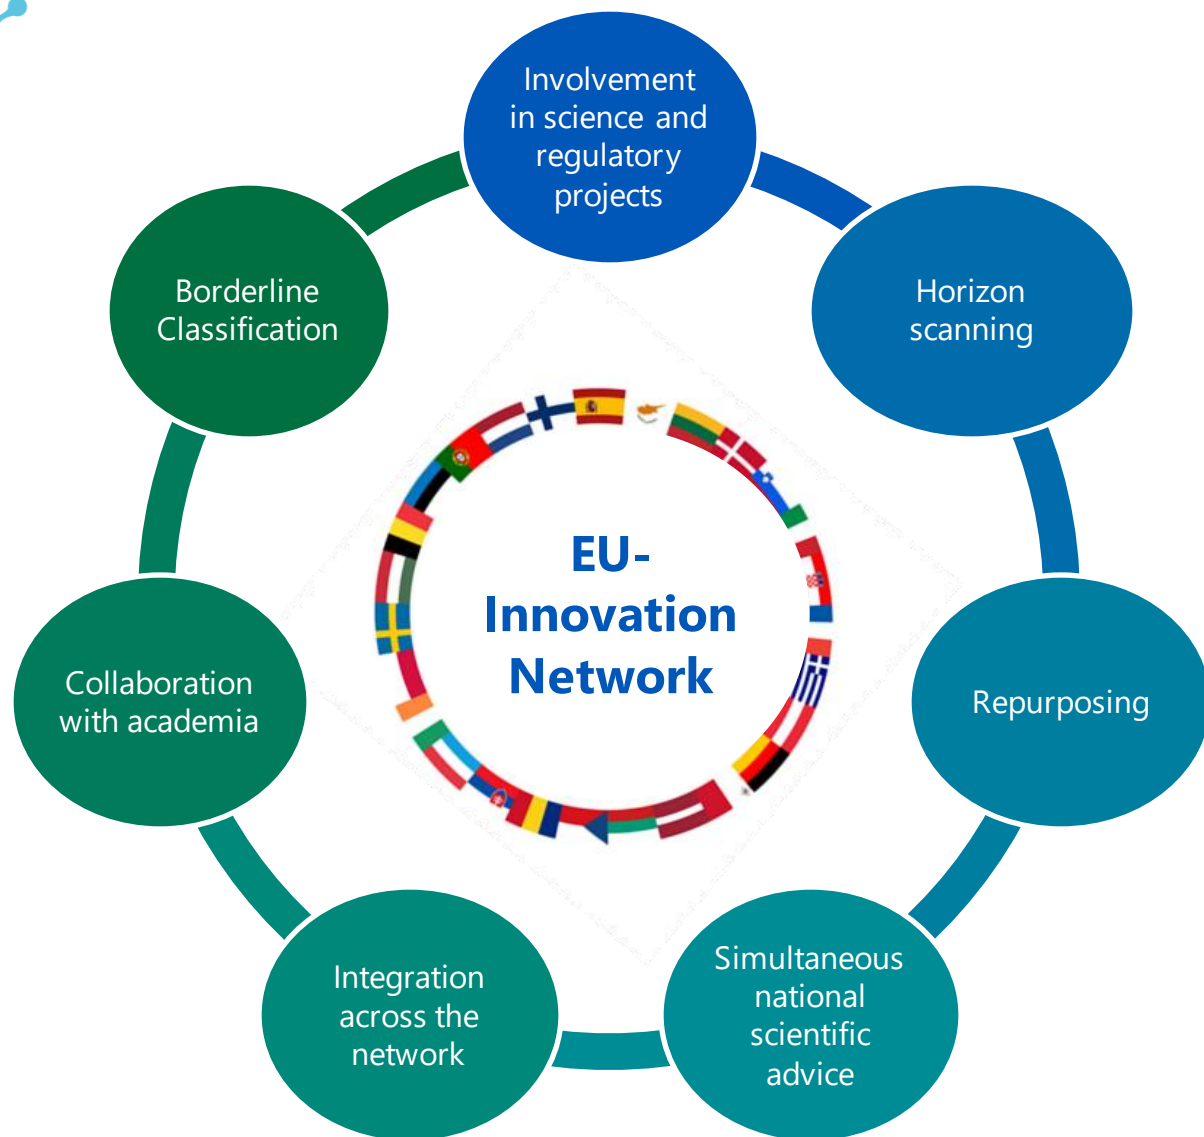 Involvement
in science and
regulatory
projects
Horizon
scanning
Repurposing
Simultaneous
national
scientific
advice
Integration
across the
network
Collaboration
with academia
Borderline
Classification
EU-
Innovation
Network